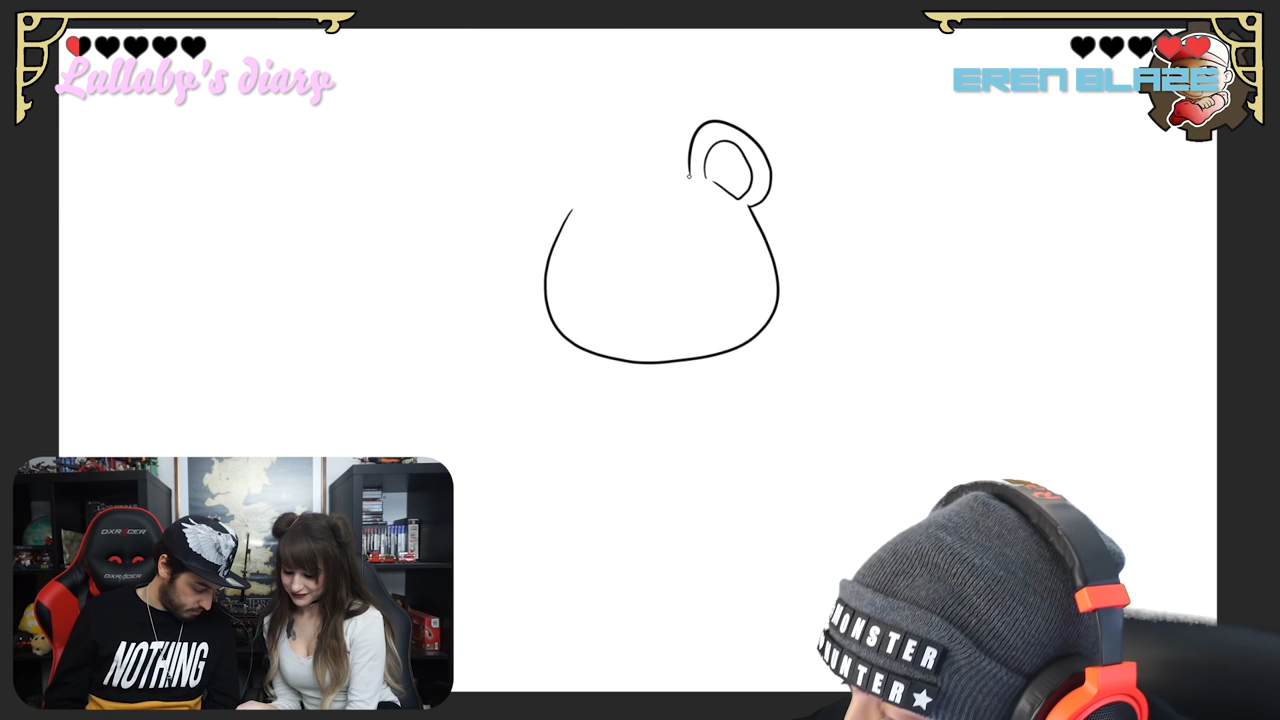 Lullaby's diary
EREN BLAZE
DXRACER
DXRACER
NOTHING
MONSTER
HUNTER